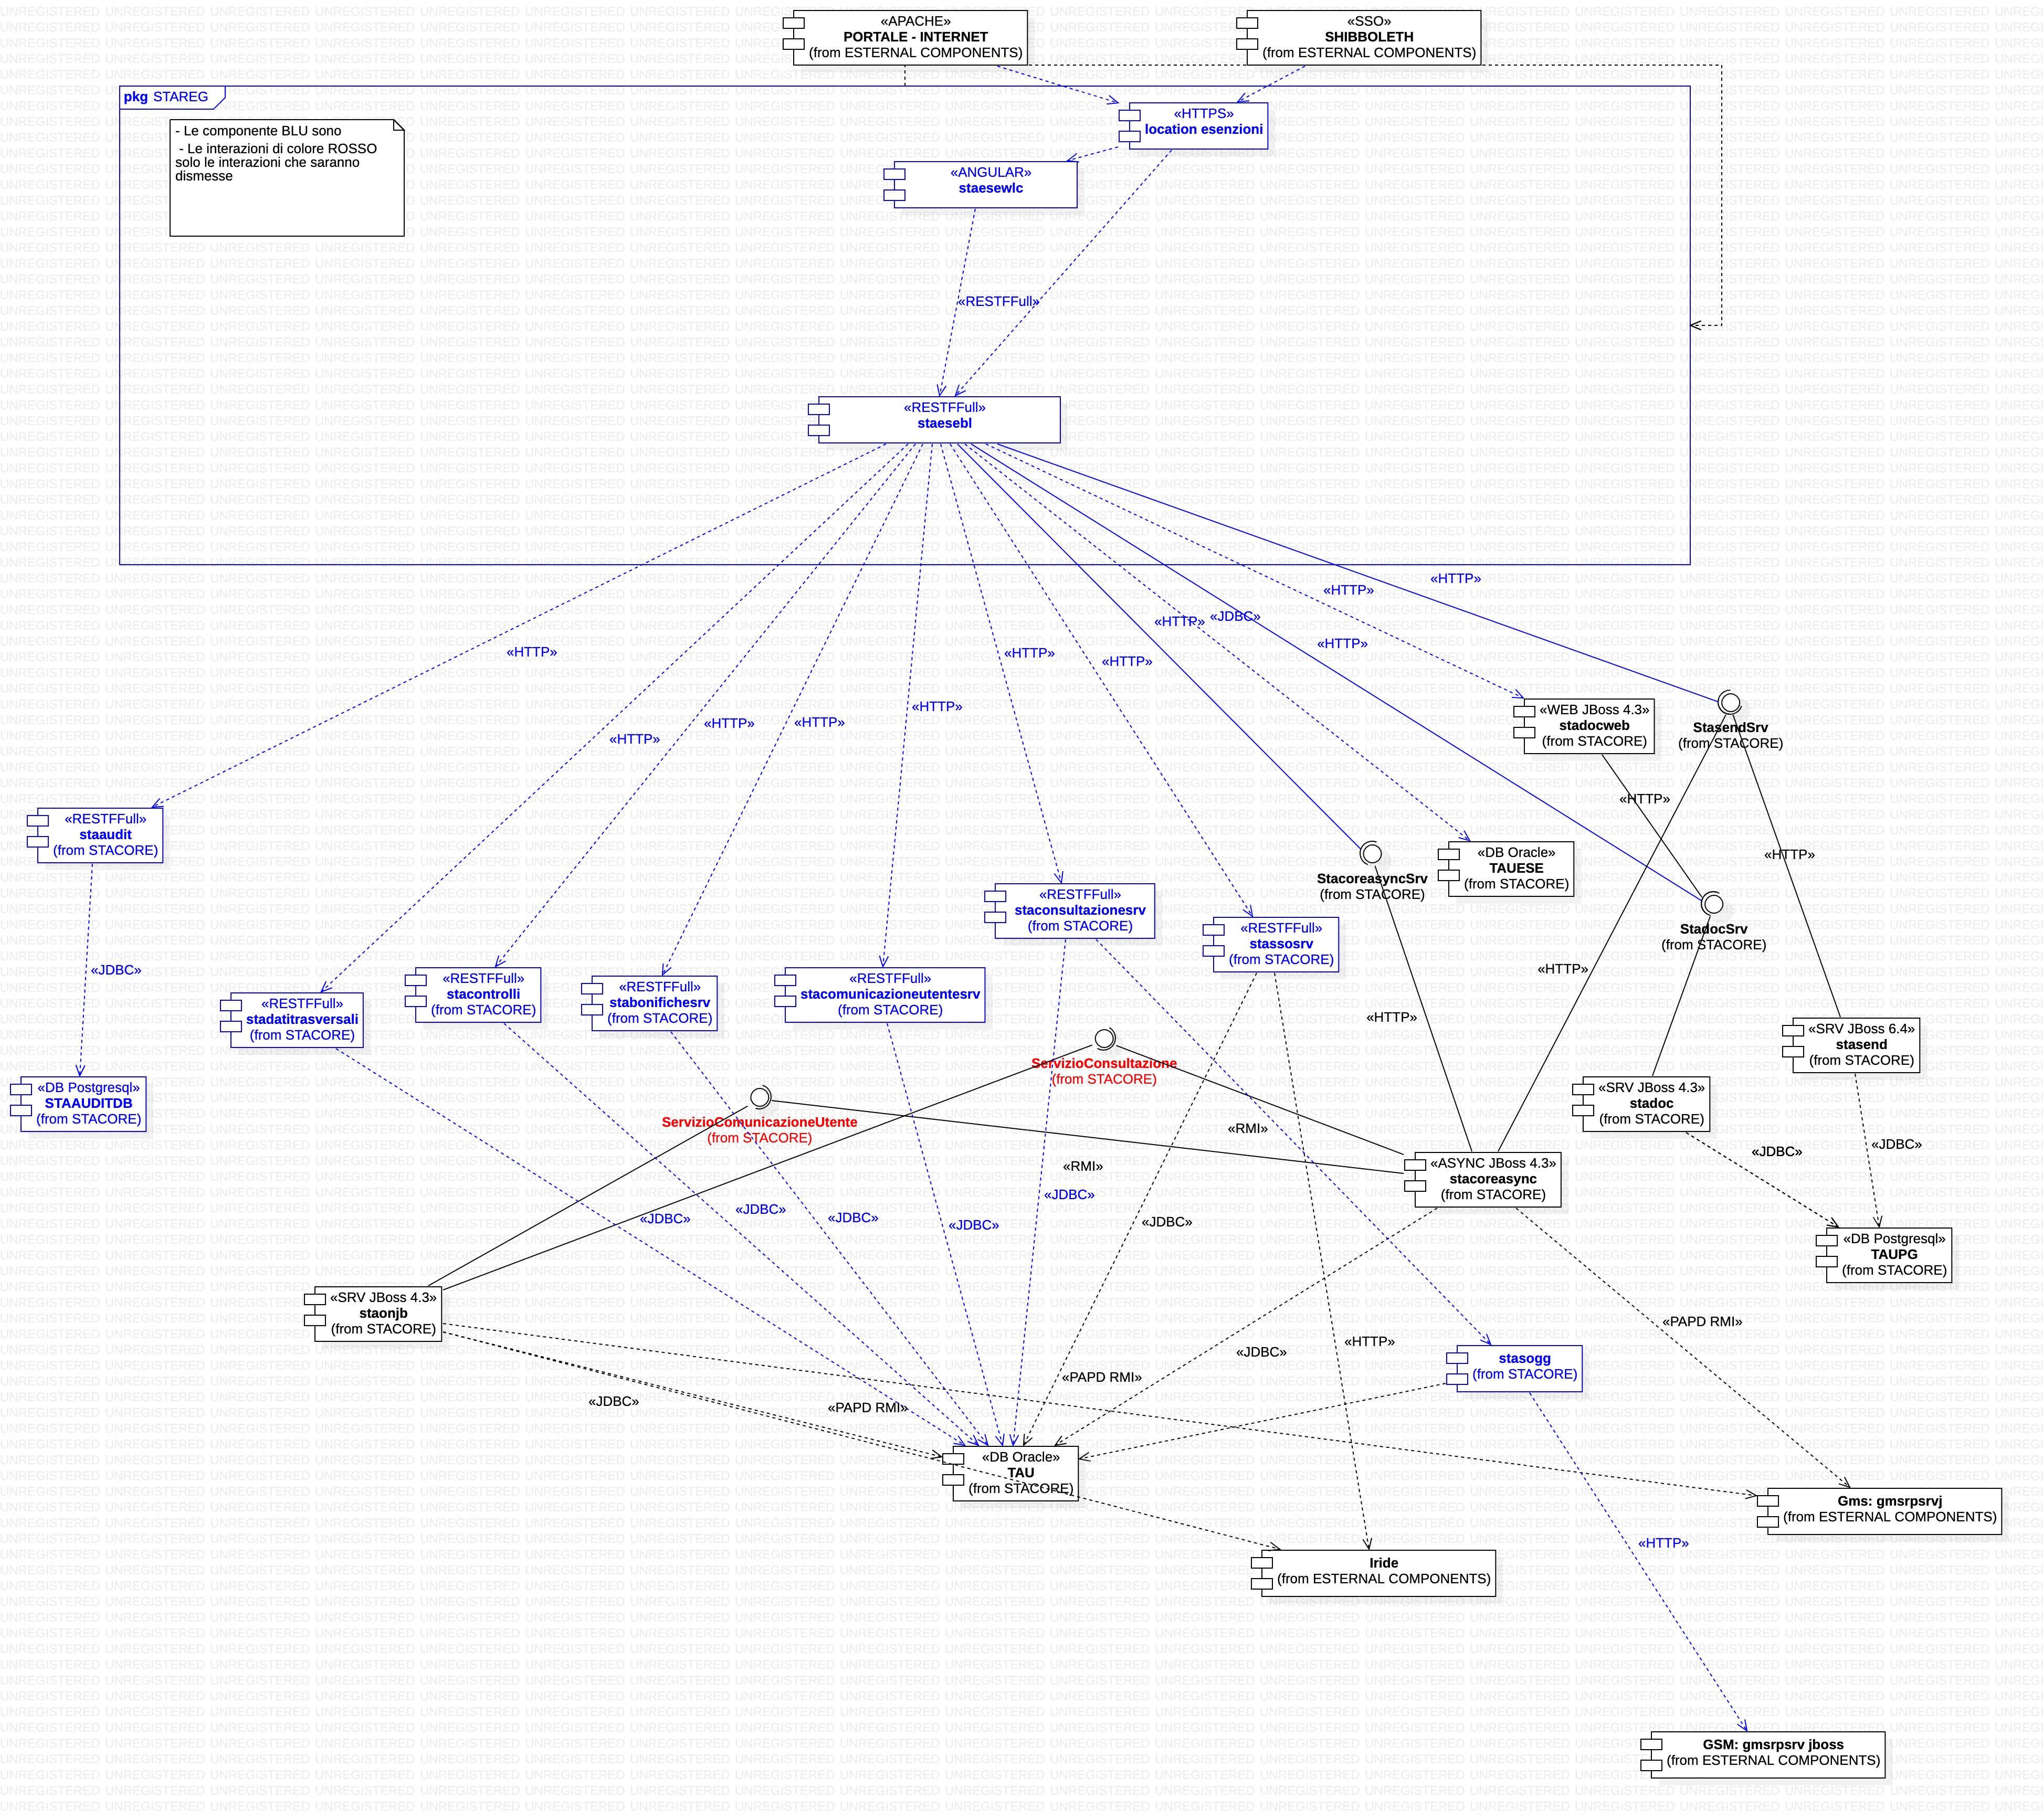 «APACHE»
PORTALE - INTERNET
(from ESTERNAL COMPONENTS)
«SSO»
SHIBBOLETH
(from ESTERNAL COMPONENTS)
pkg STAREG
- Le componente BLU sono
- Le interazioni di colore ROSSO
solo le interazioni che saranno
dismesse
«HTTPS»
location esenzioni
«ANGULAR»
staesewlc
«RESTFFull»
«RESTFFull»
staesebl
«HTTP»
«HTTP»
«HTTP»
«JDBC»
«HTTP»
«HTTP»
«HTTP»
«HTTP»
«HTTP»
«HTTP»
«HTTP»
«HTTP»
«WEB JBoss 4.3»
stadocweb
(from STACORE)
StasendSrv
(from STACORE)
«HTTP»
«HTTP»
«RESTFFull»
staaudit
(from STACORE)
StacoreasyncSrv
(from STACORE)
«DB Oracle»
TAUESE
(from STACORE)
«RESTFFull»
staconsultazionesrv
(from STACORE)
«RESTFFull»
stassosrv
(from STACORE)
StadocSrv
(from STACORE)
«JDBC»
«HTTP»
«RESTFFull»
stadatitrasversali
(from STACORE)
«RESTFFull»
stacontrolli
(from STACORE)
«RESTFFull»
stabonifichesrv
(from STACORE)
«RESTFFull»
stacomunicazioneutentesrv
(from STACORE)
«HTTP»
«SRV JBoss 6.4»
stasend
(from STACORE)
ServizioConsultazione
(from STACORE)
«DB Postgresql»
STAAUDITDB
(from STACORE)
«SRV JBoss 4.3»
stadoc
(from STACORE)
ServizioComunicazioneUtente
(from STACORE)
«RMI»
«JDBC»
«JDBC»
«RMI»
«ASYNC JBoss 4.3»
stacoreasync
(from STACORE)
«JDBC»
«JDBC»
«JDBC»
«JDBC»
«JDBC»
«JDBC»
«DB Postgresql»
TAUPG
(from STACORE)
«SRV JBoss 4.3»
staonjb
(from STACORE)
«PAPD RMI»
«HTTP»
«JDBC»
stasogg
(from STACORE)
«PAPD RMI»
«JDBC»
«PAPD RMI»
«DB Oracle»
TAU
(from STACORE)
Gms: gmsrpsrvj
(from ESTERNAL COMPONENTS)
«HTTP»
Iride
(from ESTERNAL COMPONENTS)
GSM: gmsrpsrv jboss
(from ESTERNAL COMPONENTS)